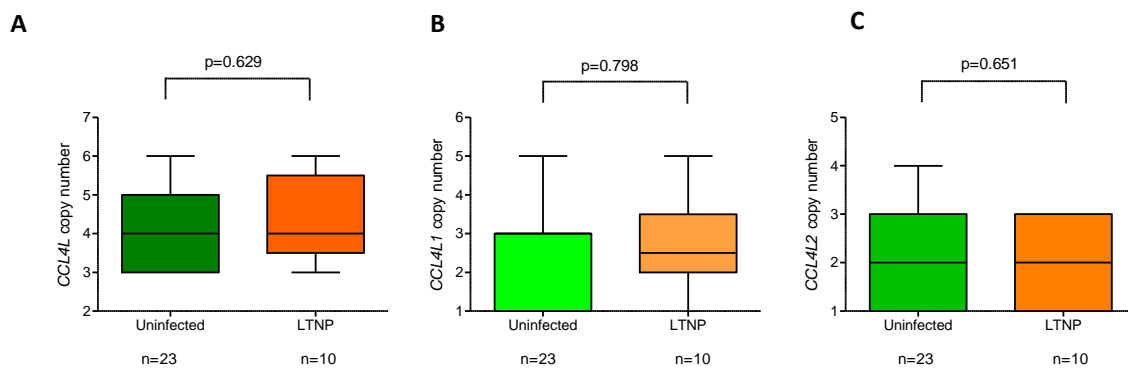 A
p=0.629
7
6
5
4
3
2
CCL4L copy number
Uninfected
LTNP
n=23
n=10
B
p=0.798
6
5
4
3
2
1
CCL4L1 copy number
Uninfected
LTNP
n=23
n=10
C
p=0.651
5
4
3
2
1
CCL4L2 copy number
Uninfected
LTNP
n=23
n=10